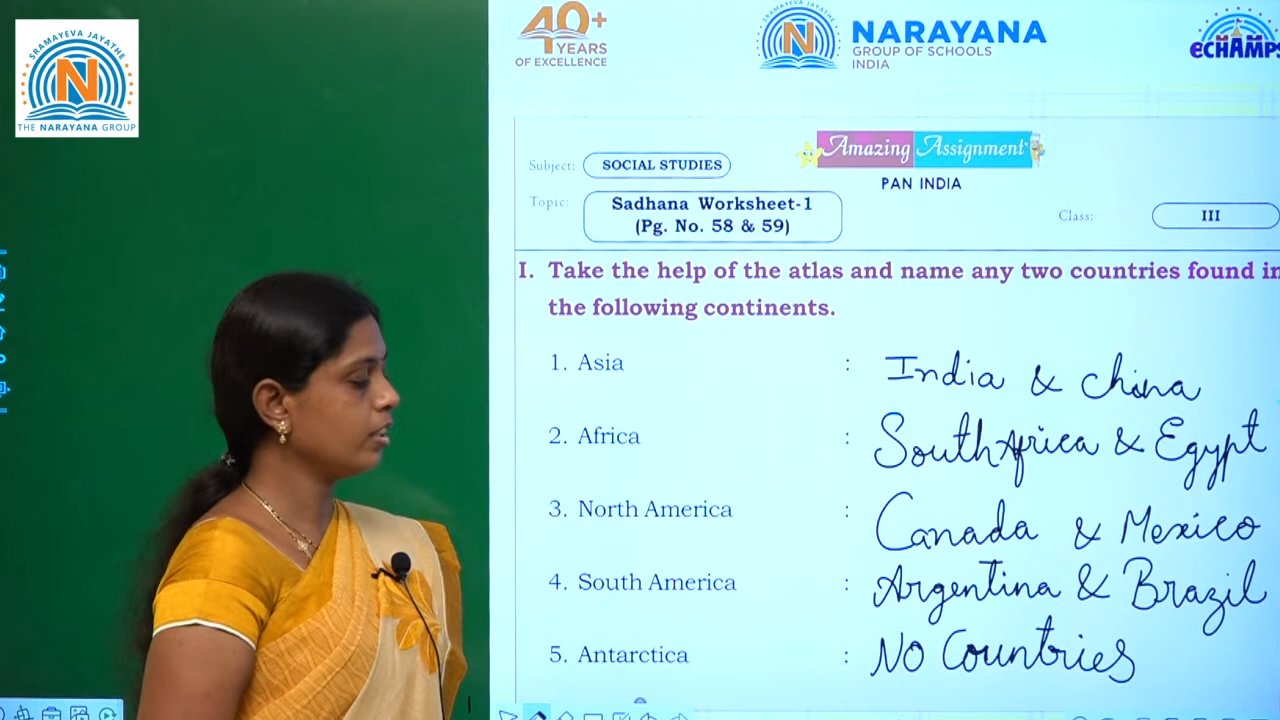 SRAMAYEVA JAYATHE
N
THE NARAYANA GROUP
40+
YEARS
OF EXCELLENCE
N
NARAYANA
GROUP OF SCHOOLS
INDIA
eCHAMPS
Amazing Assignment
PAN INDIA
Subject: SOCIAL STUDIES
Topic: Sadhana Worksheet-1
(Pg. No. 58 & 59)
Class: III
I. Take the help of the atlas and name any two countries found in
the following continents.
1. Asia : India & China
2. Africa : South Africa & Egypt
3. North America : Canada & Mexico
4. South America : Argentina & Brazil
5. Antarctica : NO Countries